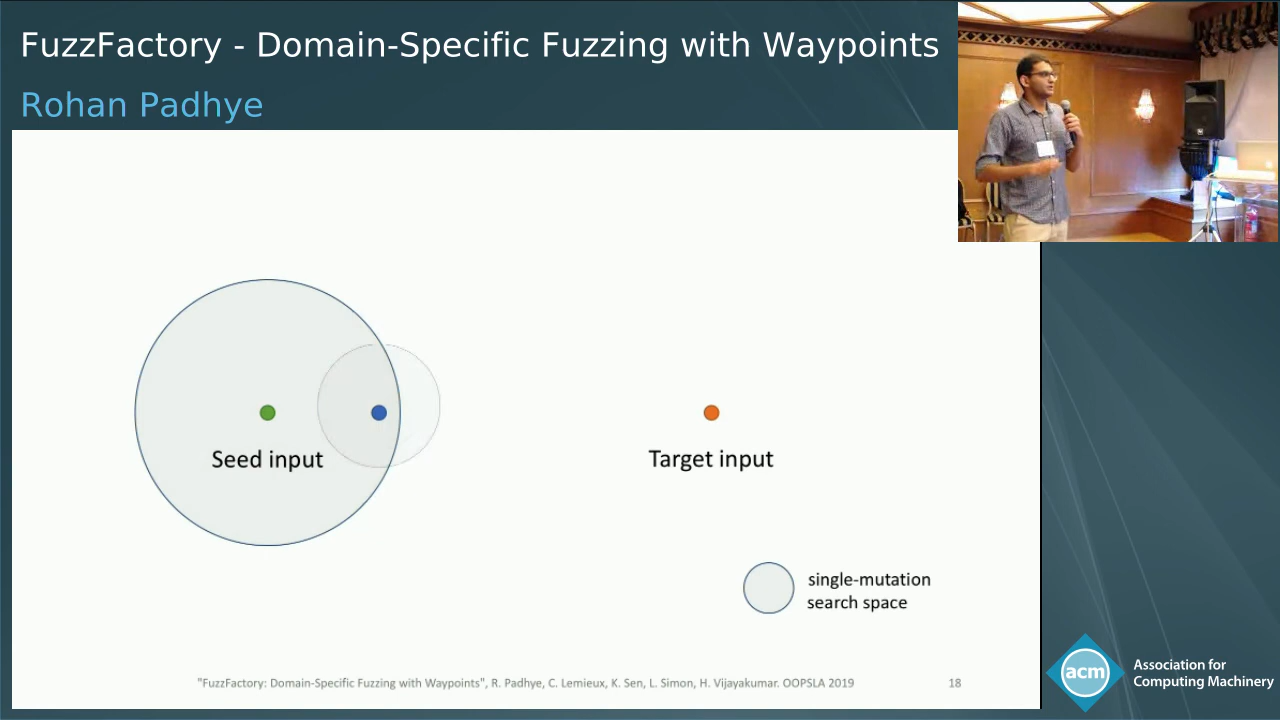 FuzzFactory - Domain-Specific Fuzzing with Waypoints
Rohan Padhye
Seed input
Target input
single-mutation
search space
"FuzzFactory: Domain-Specific Fuzzing with Waypoints", R. Padhye, C. Lemieux, K. Sen, L. Simon, H. Vijayakumar. OOPSLA 2019
18
acm
Association for
Computing Machinery